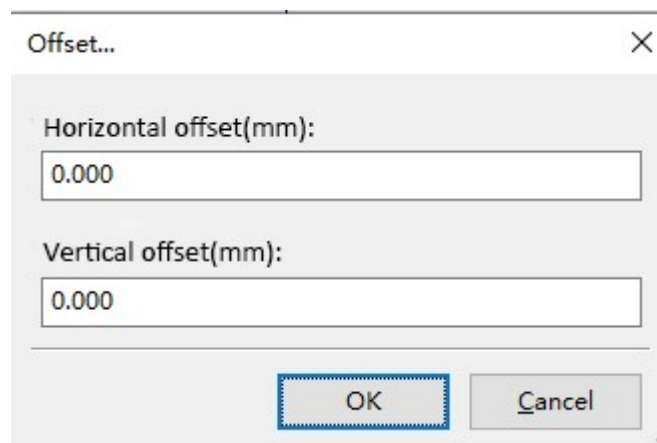 Offset...
Horizontal offset(mm):
0.000
Vertical offset(mm):
0.000
OK
Cancel